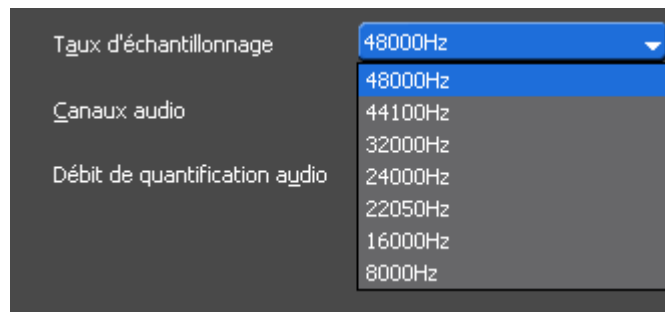 Taux d'échantillonnage 48000Hz
48000Hz
Canaux audio 44100Hz
32000Hz
Débit de quantification audio 24000Hz
22050Hz
16000Hz
8000Hz